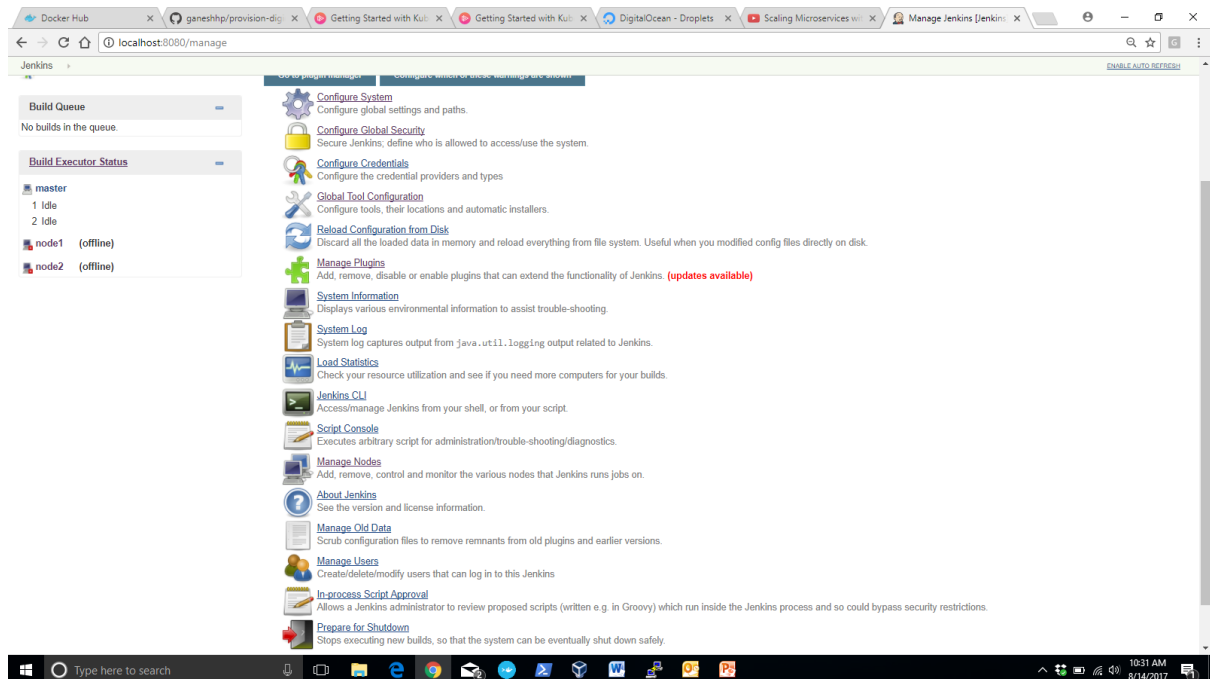 Docker Hub
ganeshhp/provision-dig
Getting Started with Kub
Getting Started with Kub
DigitalOcean - Droplets
Scaling Microservices wi
Manage Jenkins [Jenkins
localhost:8080/manage
Jenkins
ENABLE AUTO REFRESH
Go to plugin manager
Configure which of these warnings are shown
Build Queue
No builds in the queue.
Build Executor Status
master
1 Idle
2 Idle
node1 (offline)
node2 (offline)
Configure System
Configure global settings and paths.
Configure Global Security
Secure Jenkins; define who is allowed to access/use the system.
Configure Credentials
Configure the credential providers and types
Global Tool Configuration
Configure tools, their locations and automatic installers.
Reload Configuration from Disk
Discard all the loaded data in memory and reload everything from file system. Useful when you modified config files directly on disk.
Manage Plugins
Add, remove, disable or enable plugins that can extend the functionality of Jenkins. (updates available)
System Information
Displays various environmental information to assist trouble-shooting.
System Log
System log captures output from java.util.logging output related to Jenkins.
Load Statistics
Check your resource utilization and see if you need more computers for your builds.
Jenkins CLI
Access/manage Jenkins from your shell, or from your script.
Script Console
Executes arbitrary script for administration/trouble-shooting/diagnostics.
Manage Nodes
Add, remove, control and monitor the various nodes that Jenkins runs jobs on.
About Jenkins
See the version and license information.
Manage Old Data
Scrub configuration files to remove remnants from old plugins and earlier versions.
Manage Users
Create/delete/modify users that can log in to this Jenkins
In-process Script Approval
Allows a Jenkins administrator to review proposed scripts (written e.g. in Groovy) which run inside the Jenkins process and so could bypass security restrictions.
Prepare for Shutdown
Stops executing new builds, so that the system can be eventually shut down safely.
Type here to search
10:31 AM
8/14/2017